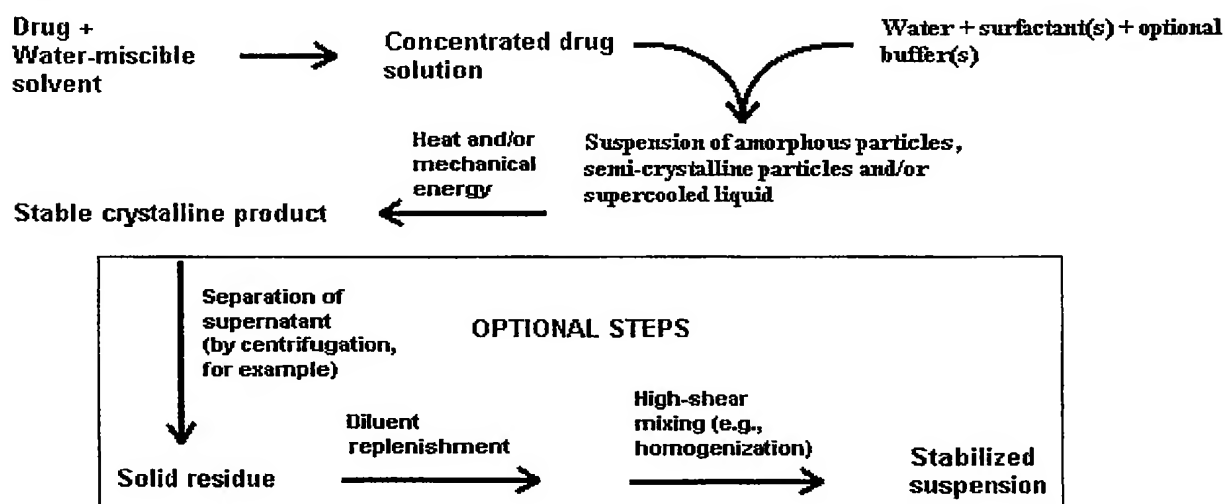 Drug +
Water-miscible
solvent
Concentrated drug
solution
Water + surfactant(s) + optional
buffer(s)
Heat and/or
mechanical
energy
Suspension of amorphous particles,
semi-crystalline particles and/or
supercooled liquid
Stable crystalline product
Separation of
supernatant
(by centrifugation,
for example)
OPTIONAL STEPS
Diluent
replenishment
High-shear
mixing (e.g.,
homogenization)
Solid residue
Stabilized
suspension